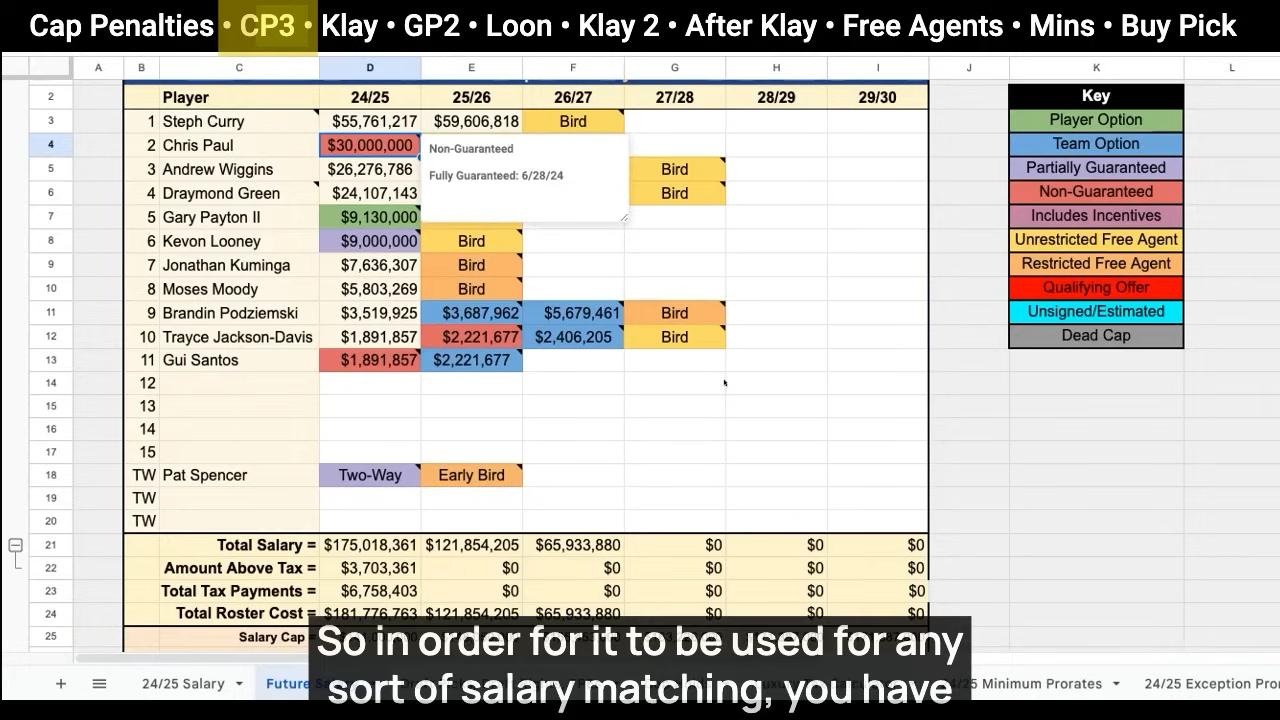 Cap Penalties • CP3 • Klay • GP2 • Loon • Klay 2 • After Klay • Free Agents • Mins • Buy Pick
A B C D E F G H I J K L
2 Player 24/25 25/26 26/27 27/28 28/29 29/30 Key
3 1 Steph Curry $55,761,217 $59,606,818 Bird Player Option
4 2 Chris Paul $30,000,000 Non-Guaranteed Team Option
Fully Guaranteed: 6/28/24
5 3 Andrew Wiggins $26,276,786 Bird Partially Guaranteed
6 4 Draymond Green $24,107,143 Bird Non-Guaranteed
7 5 Gary Payton II $9,130,000 Includes Incentives
8 6 Kevon Looney $9,000,000 Bird Unrestricted Free Agent
9 7 Jonathan Kuminga $7,636,307 Bird Restricted Free Agent
10 8 Moses Moody $5,803,269 Bird Qualifying Offer
11 9 Brandin Podziemski $3,519,925 $3,687,962 $5,679,461 Bird Unsigned/Estimated
12 10 Trayce Jackson-Davis $1,891,857 $2,221,677 $2,406,205 Bird Dead Cap
13 11 Gui Santos $1,891,857 $2,221,677
14 12
15 13
16 14
17 15
18 TW Pat Spencer Two-Way Early Bird
19 TW
20 TW
21 Total Salary = $175,018,361 $121,854,205 $65,933,880 $0 $0 $0
22 Amount Above Tax = $3,703,361 $0 $0 $0 $0 $0
23 Total Tax Payments = $6,758,403 $0 $0 $0 $0 $0
24 Total Roster Cost = $181,776,763 $121,854,205 $65,933,880 $0 $0 $0
25 Salary Cap
So in order for it to be used for any
sort of salary matching, you have
24/25 Salary Future 24/25 Minimum Prorates 24/25 Exception Pro